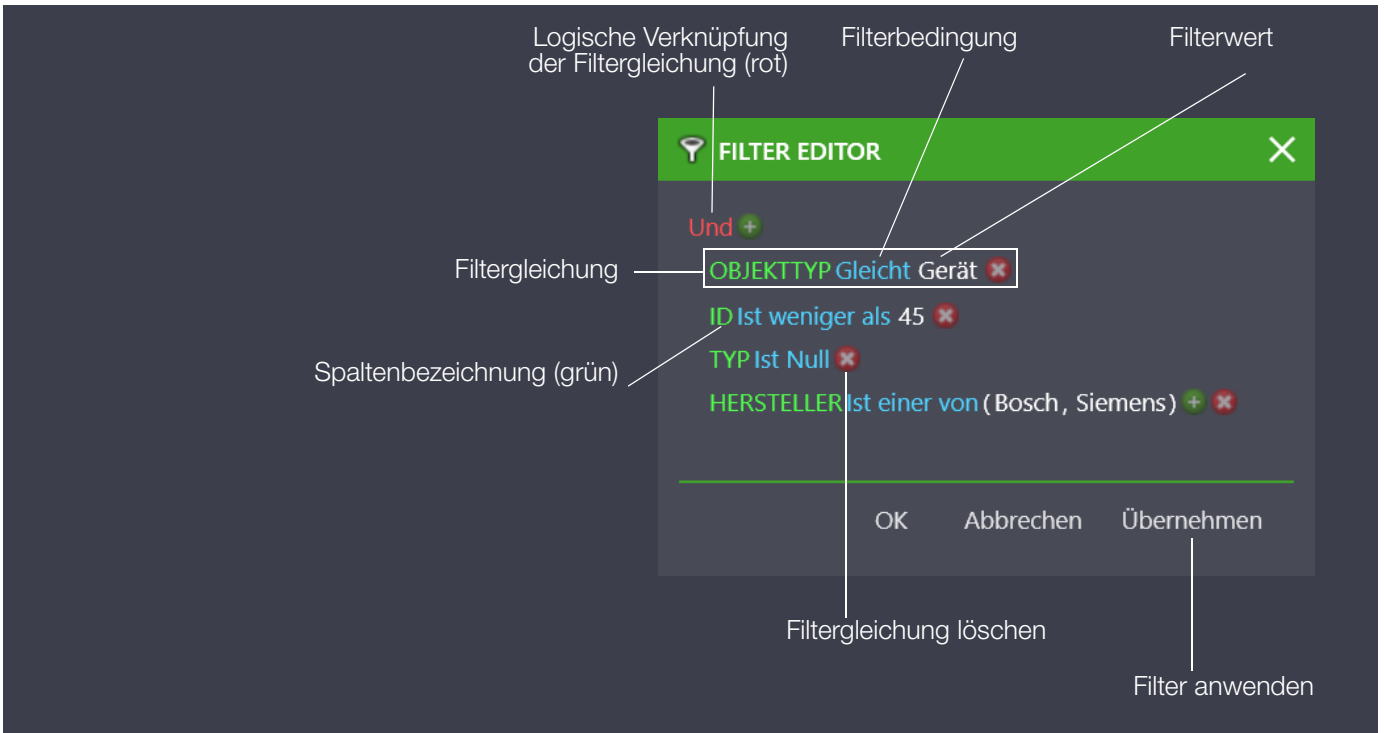 Logische Verknüpfung
der Filtergleichung (rot)
Filterbedingung
Filterwert
FILTER EDITOR
Und
Filtergleichung
OBJEKTTYP Gleicht Gerät
ID Ist weniger als 45
Spaltenbezeichnung (grün)
TYP Ist Null
HERSTELLER Ist einer von ( Bosch , Siemens )
OK Abbrechen Übernehmen
Filtergleichung löschen
Filter anwenden